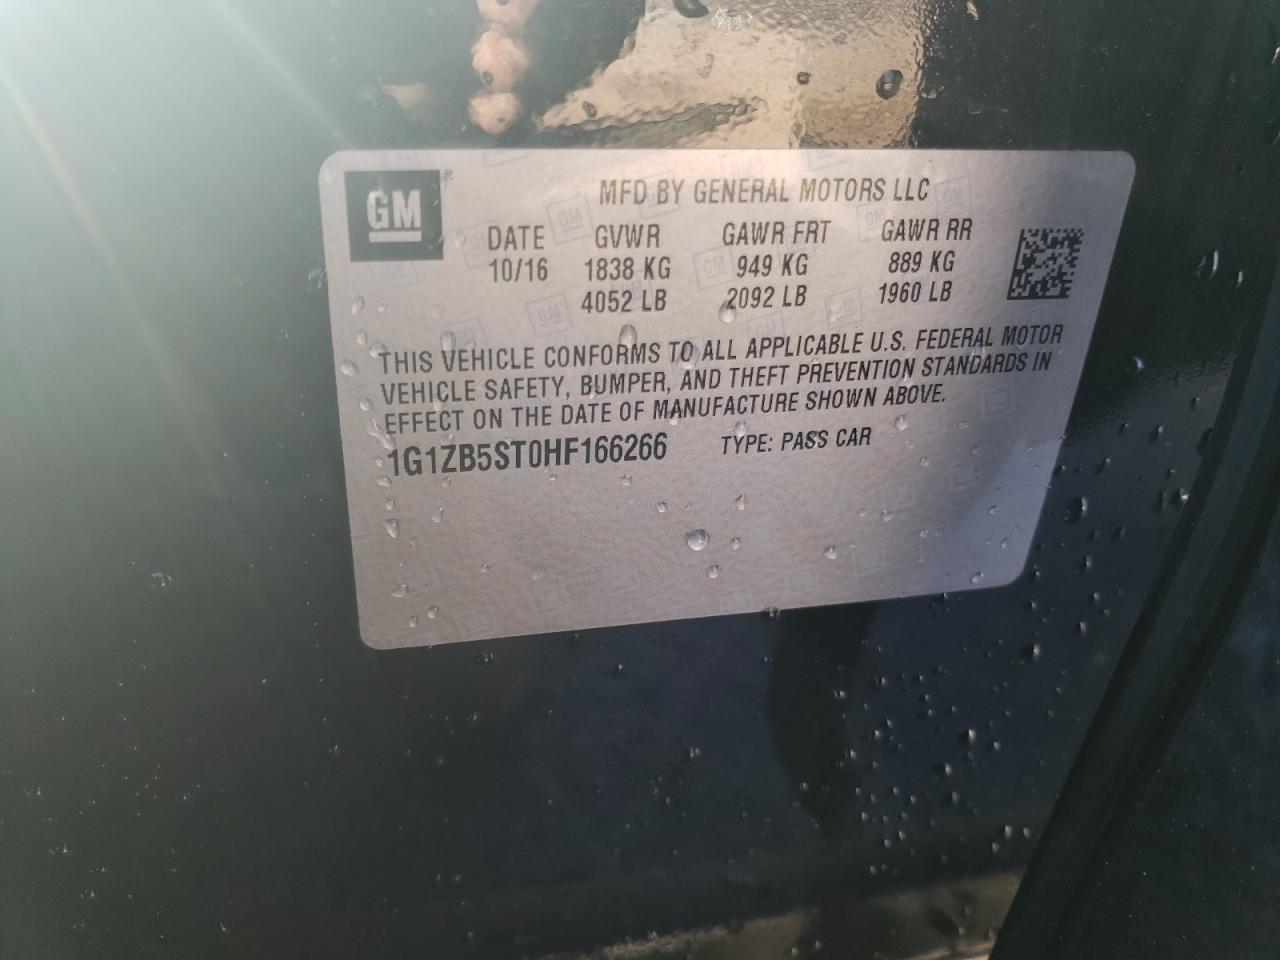 GM
MFD BY GENERAL MOTORS LLC
DATE GVWR GAWR FRT GAWR RR
10/16 1838 KG 949 KG 889 KG
4052 LB 2092 LB 1960 LB
THIS VEHICLE CONFORMS TO ALL APPLICABLE U.S. FEDERAL MOTOR
VEHICLE SAFETY, BUMPER, AND THEFT PREVENTION STANDARDS IN
EFFECT ON THE DATE OF MANUFACTURE SHOWN ABOVE.
1G1ZB5ST0HF166266 TYPE: PASS CAR